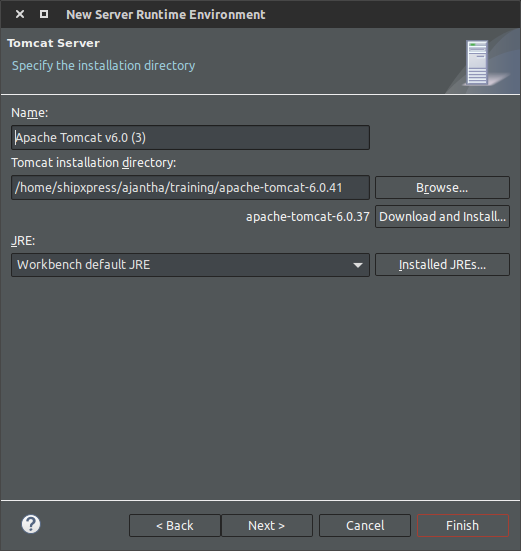 New Server Runtime Environment
Tomcat Server
Specify the installation directory
Name:
Apache Tomcat v6.0 (3)
Tomcat installation directory:
/home/shipxpress/ajantha/training/apache-tomcat-6.0.41 Browse...
apache-tomcat-6.0.37 Download and Install...
JRE:
Workbench default JRE Installed JREs...
? < Back Next > Cancel Finish